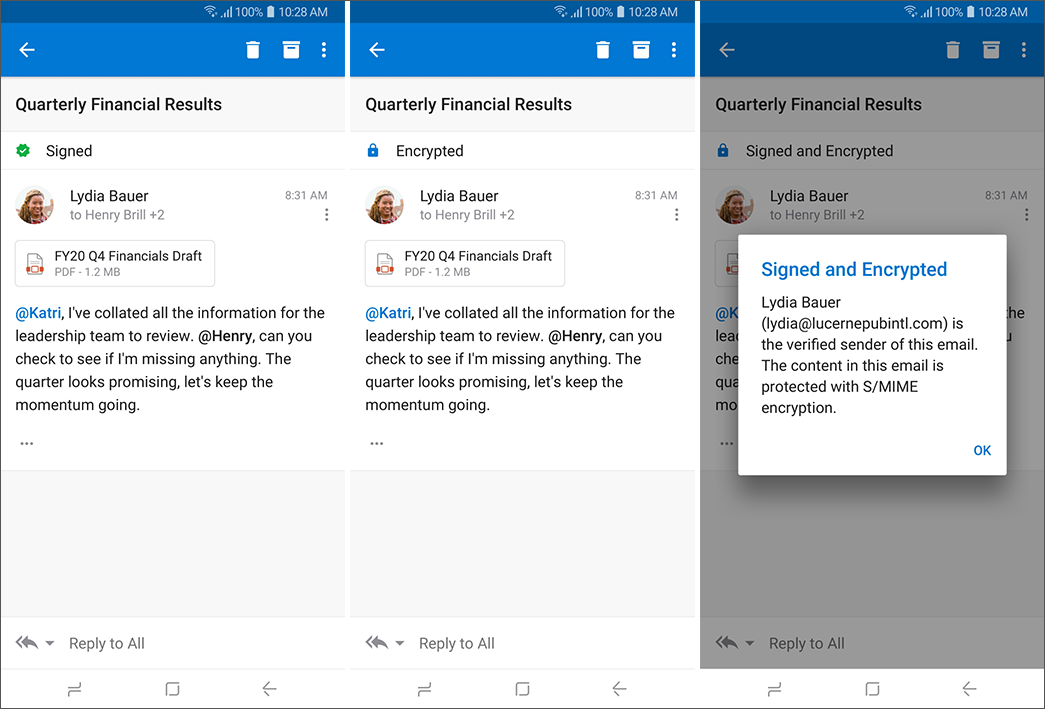 100% 10:28 AM
Quarterly Financial Results
Signed
Lydia Bauer
8:31 AM
to Henry Brill +2
FY20 Q4 Financials Draft
PDF - 1.2 MB
@Katri, I've collated all the information for the
leadership team to review. @Henry, can you
check to see if I'm missing anything. The
quarter looks promising, let's keep the
momentum going.
...
Reply to All
100% 10:28 AM
Quarterly Financial Results
Encrypted
Lydia Bauer
8:31 AM
to Henry Brill +2
FY20 Q4 Financials Draft
PDF - 1.2 MB
@Katri, I've collated all the information for the
leadership team to review. @Henry, can you
check to see if I'm missing anything. The
quarter looks promising, let's keep the
momentum going.
...
Reply to All
100% 10:28 AM
Quarterly Financial Results
Signed and Encrypted
Lydia Bauer
8:31 AM
to Henry Brill +2
Signed and Encrypted
Lydia Bauer
(lydia@lucernepubintl.com) is
the verified sender of this email.
The content in this email is
protected with S/MIME
encryption.
OK
...
Reply to All